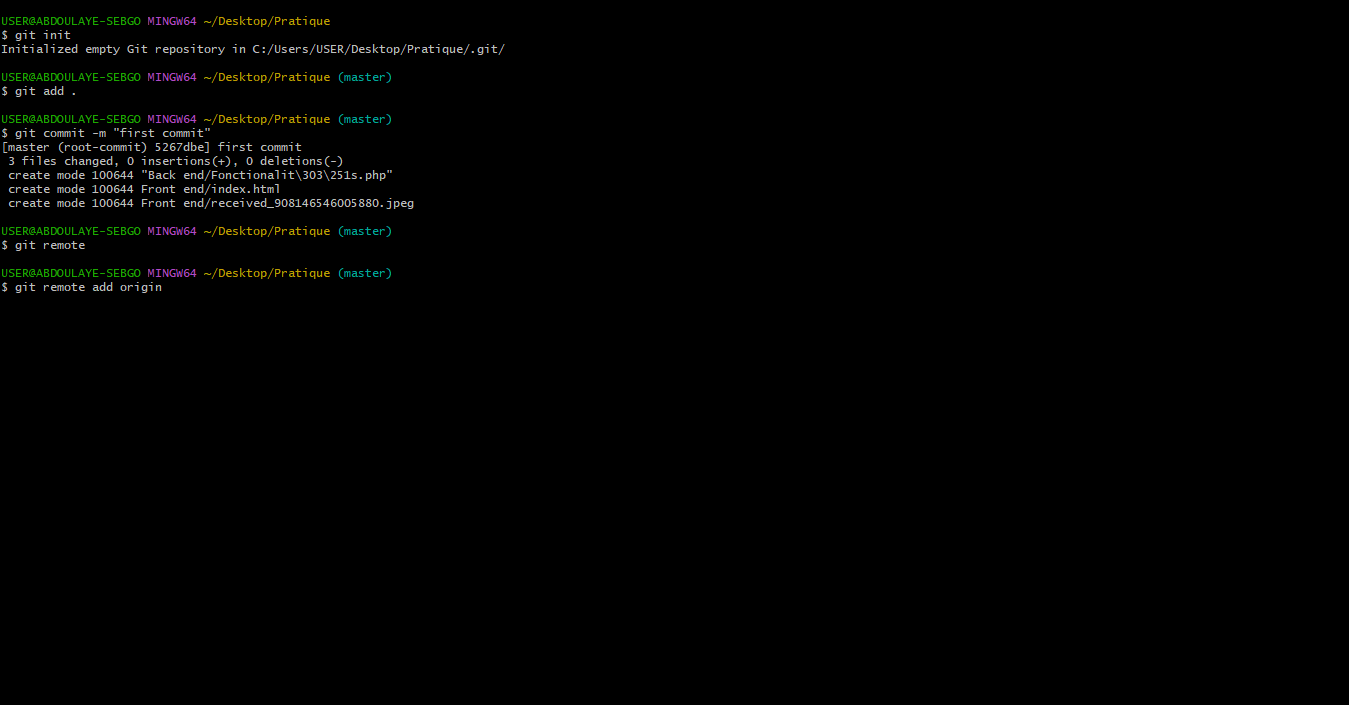 USER@ABDOULAYE-SEBGO MINGW64 ~/Desktop/Pratique
$ git init
Initialized empty Git repository in C:/Users/USER/Desktop/Pratique/.git/
USER@ABDOULAYE-SEBGO MINGW64 ~/Desktop/Pratique (master)
$ git add .
USER@ABDOULAYE-SEBGO MINGW64 ~/Desktop/Pratique (master)
$ git commit -m "first commit"
[master (root-commit) 5267dbe] first commit
 3 files changed, 0 insertions(+), 0 deletions(-)
 create mode 100644 "Back end/Fonctionalit\303\251s.php"
 create mode 100644 Front end/index.html
 create mode 100644 Front end/received_908146546005880.jpeg
USER@ABDOULAYE-SEBGO MINGW64 ~/Desktop/Pratique (master)
$ git remote
USER@ABDOULAYE-SEBGO MINGW64 ~/Desktop/Pratique (master)
$ git remote add origin